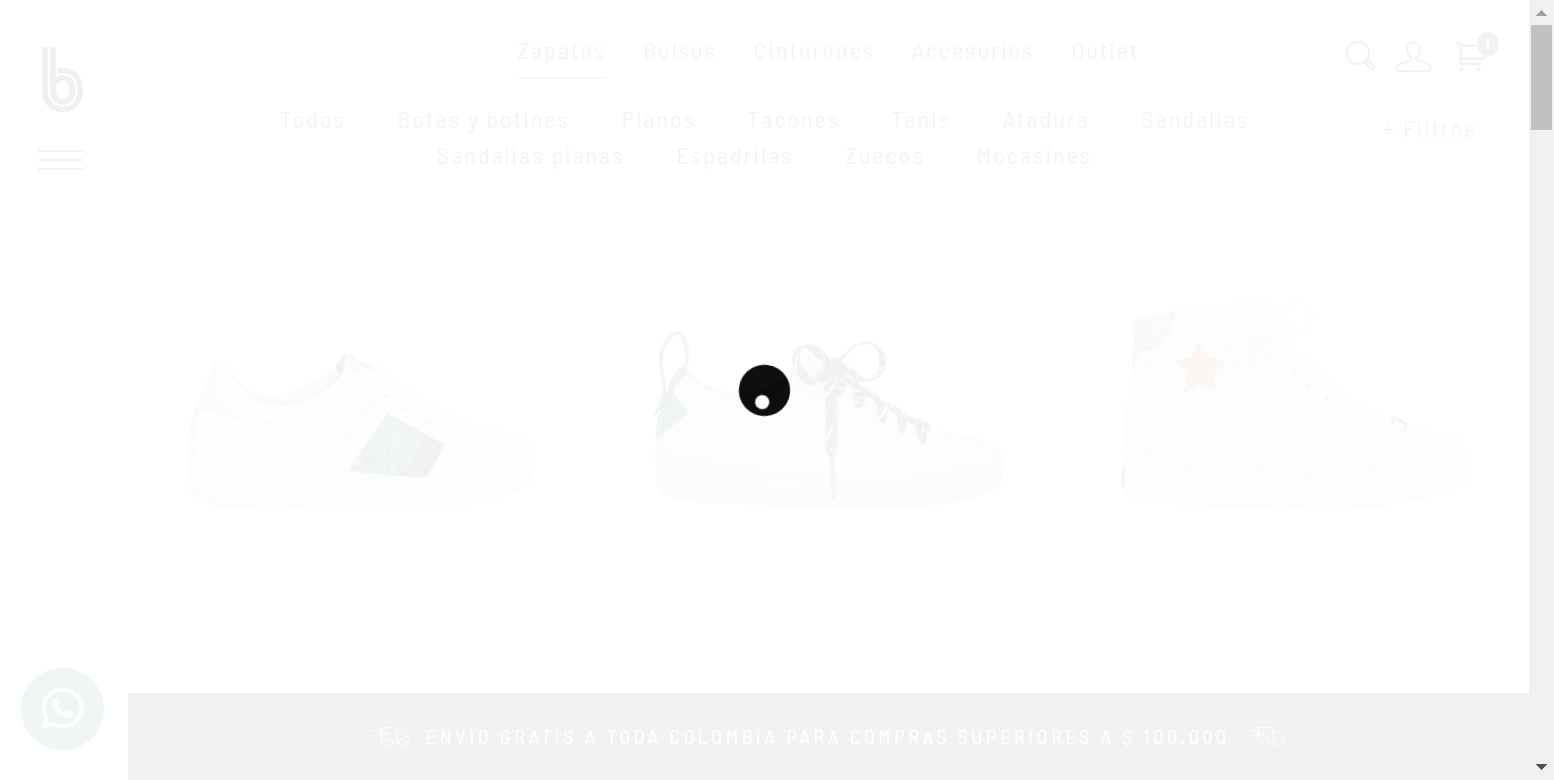 b
Zapatos Bolsos Cinturones Accesorios Outlet
1
Todos Botas y botines Planos Tacones Tenis Atadura Sandalias
+ Filtros
Sandalias planas Espadrilas Zuecos Mocasines
ENVÍO GRATIS A TODA COLOMBIA PARA COMPRAS SUPERIORES A $ 100.000